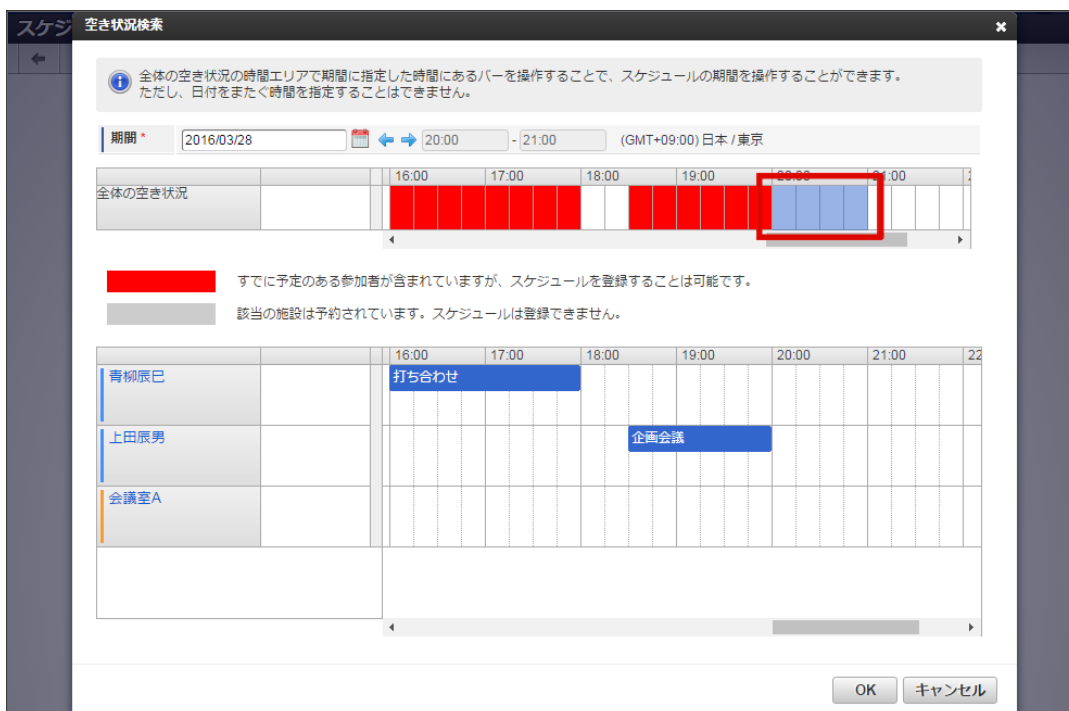 スケジ
空き状況検索
全体の空き状況の時間エリアで期間に指定した時間にあるバーを操作することで、スケジュールの期間を操作することができます。
ただし、日付をまたぐ時間を指定することはできません。
期間 * 2016/03/28 20:00 - 21:00 (GMT+09:00) 日本 / 東京
16:00 17:00 18:00 19:00 20:00 21:00
全体の空き状況
すでに予定のある参加者が含まれていますが、スケジュールを登録することは可能です。
該当の施設は予約されています。スケジュールは登録できません。
16:00 17:00 18:00 19:00 20:00 21:00 22
青柳辰巳 打ち合わせ
上田辰男 企画会議
会議室A
OK キャンセル